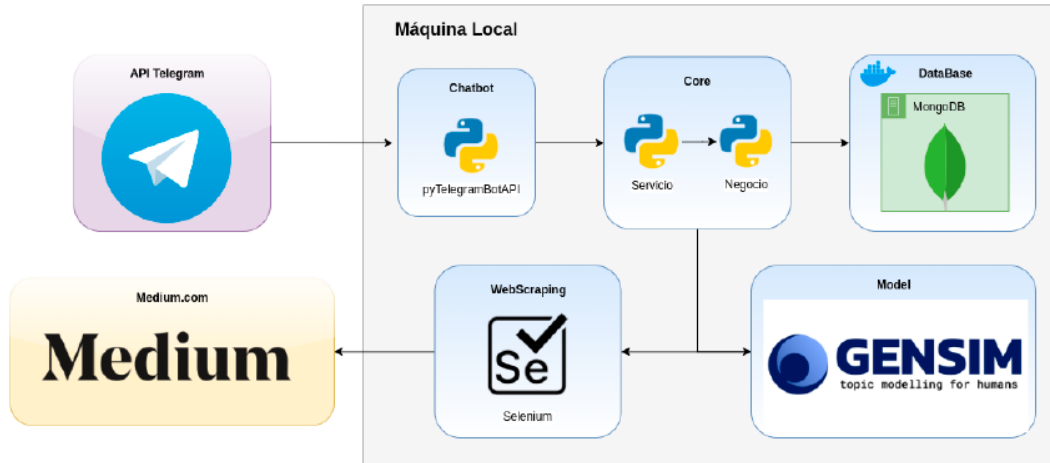 Máquina Local
API Telegram
Chatbot
pyTelegramBotAPI
Core
Servicio
Negocio
DataBase
MongoDB
Medium.com
Medium
WebScraping
Se
Selenium
Model
GENSIM
topic modelling for humans